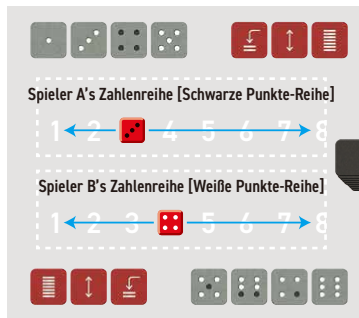 Spieler A's Zahlenreihe [Schwarze Punkte-Reihe]
1 2 4 5 6 7 8
Spieler B's Zahlenreihe [Weiße Punkte-Reihe]
1 2 3 5 6 7 8